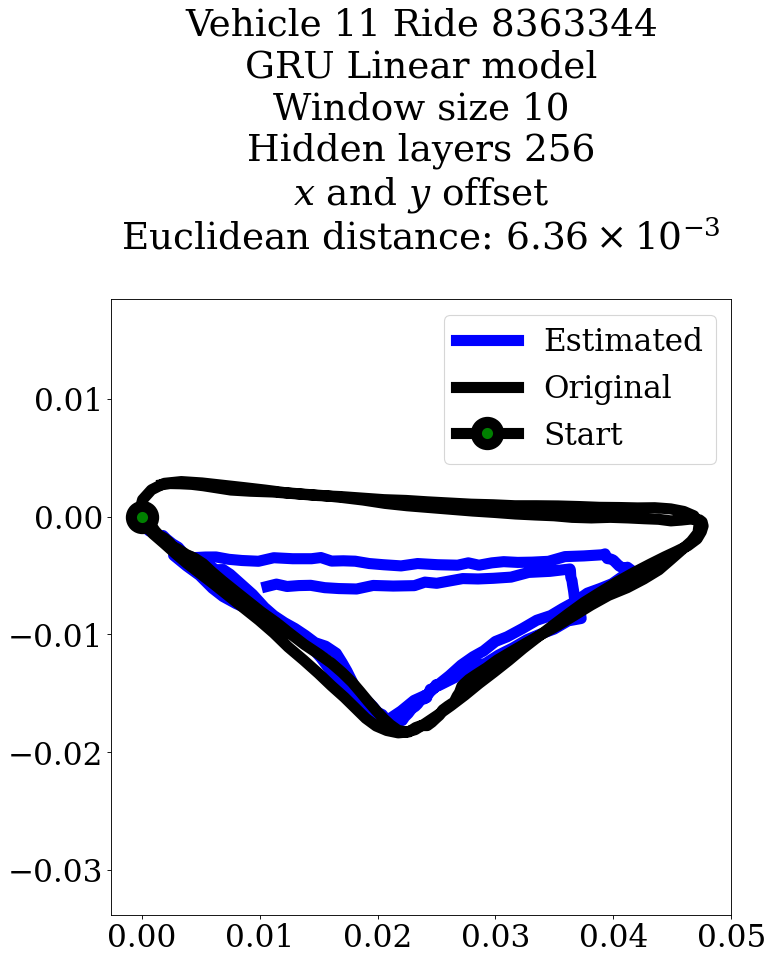 Vehicle 11 Ride 8363344
GRU Linear model
Window size 10
Hidden layers 256
x and y offset
Euclidean distance: 6.36 × 10⁻³
Estimated
Original
Start
0.01
0.00
−0.01
−0.02
−0.03
0.00 0.01 0.02 0.03 0.04 0.05